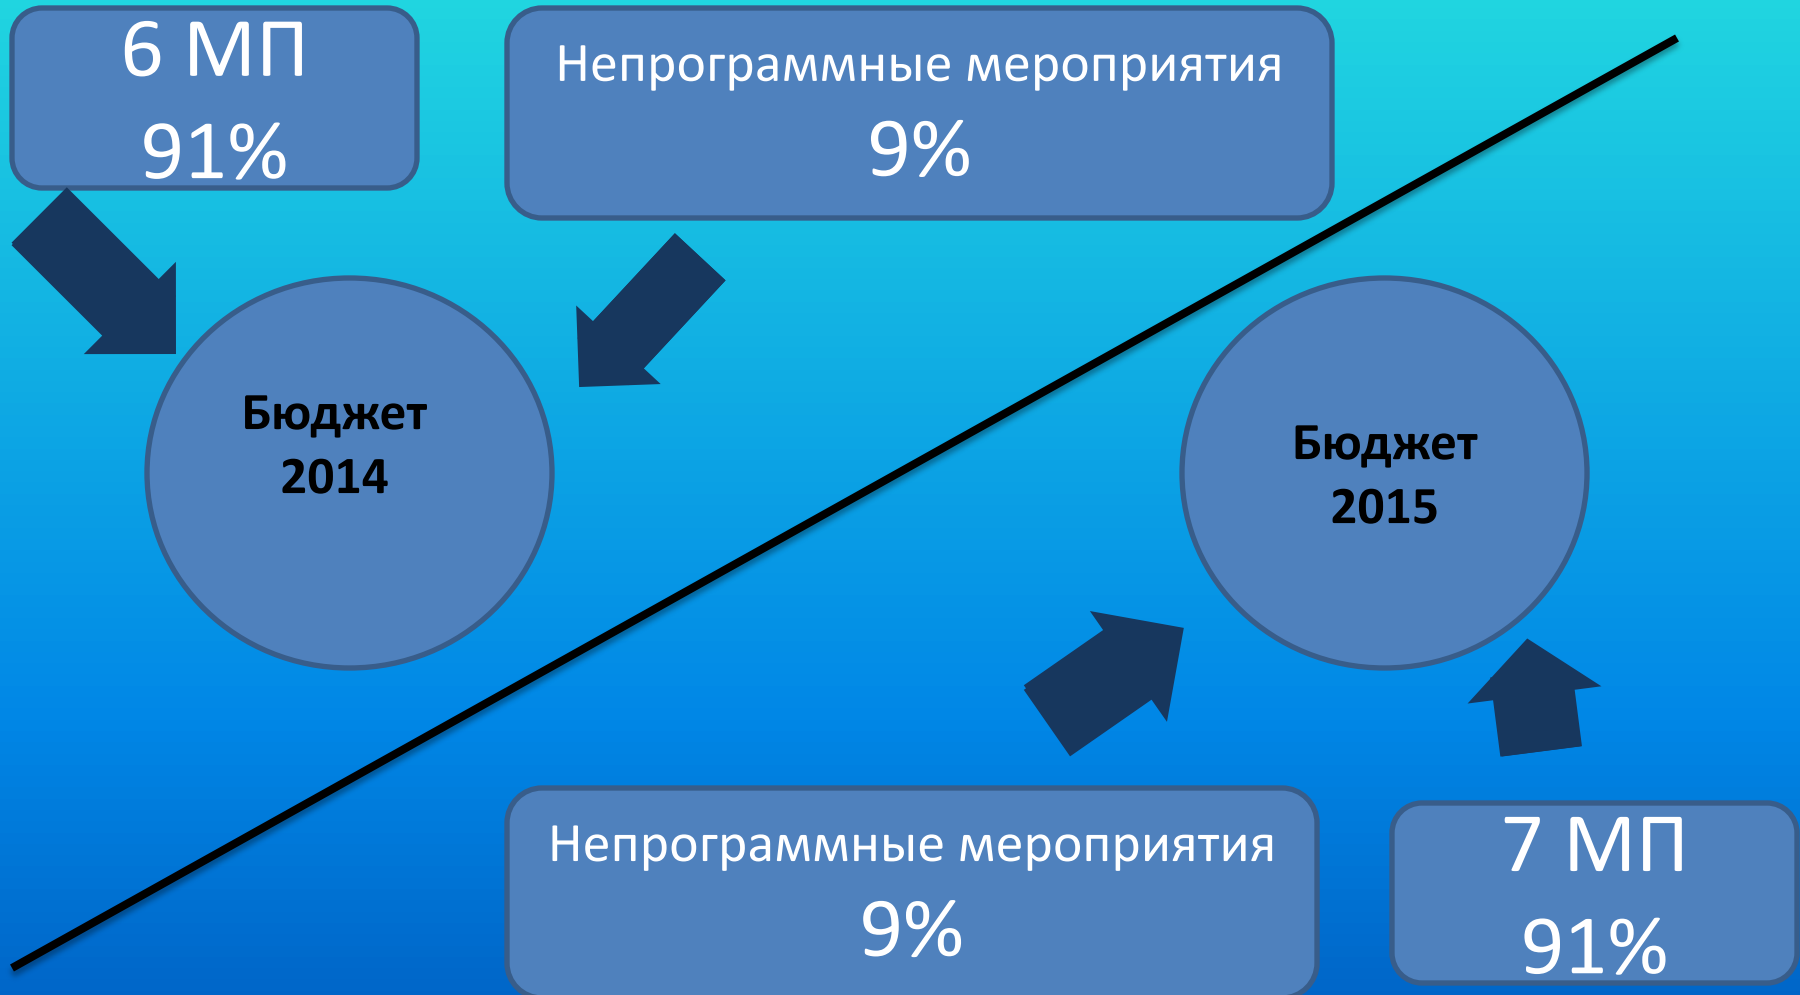 6 МП
91%
Непрограммные мероприятия
9%
Бюджет
2014
Бюджет
2015
Непрограммные мероприятия
9%
7 МП
91%